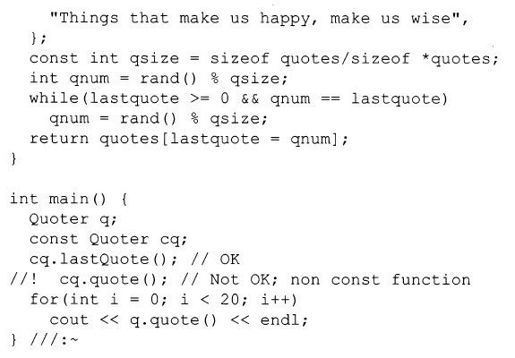 "Things that make us happy, make us wise",
  };
  const int qsize = sizeof quotes/sizeof *quotes;
  int qnum = rand() % qsize;
  while(lastquote >= 0 && qnum == lastquote)
    qnum = rand() % qsize;
  return quotes[lastquote = qnum];
}

int main() {
  Quoter q;
  const Quoter cq;
  cq.lastQuote(); // OK
//!  cq.quote(); // Not OK; non const function
  for(int i = 0; i < 20; i++)
    cout << q.quote() << endl;
} ///:~